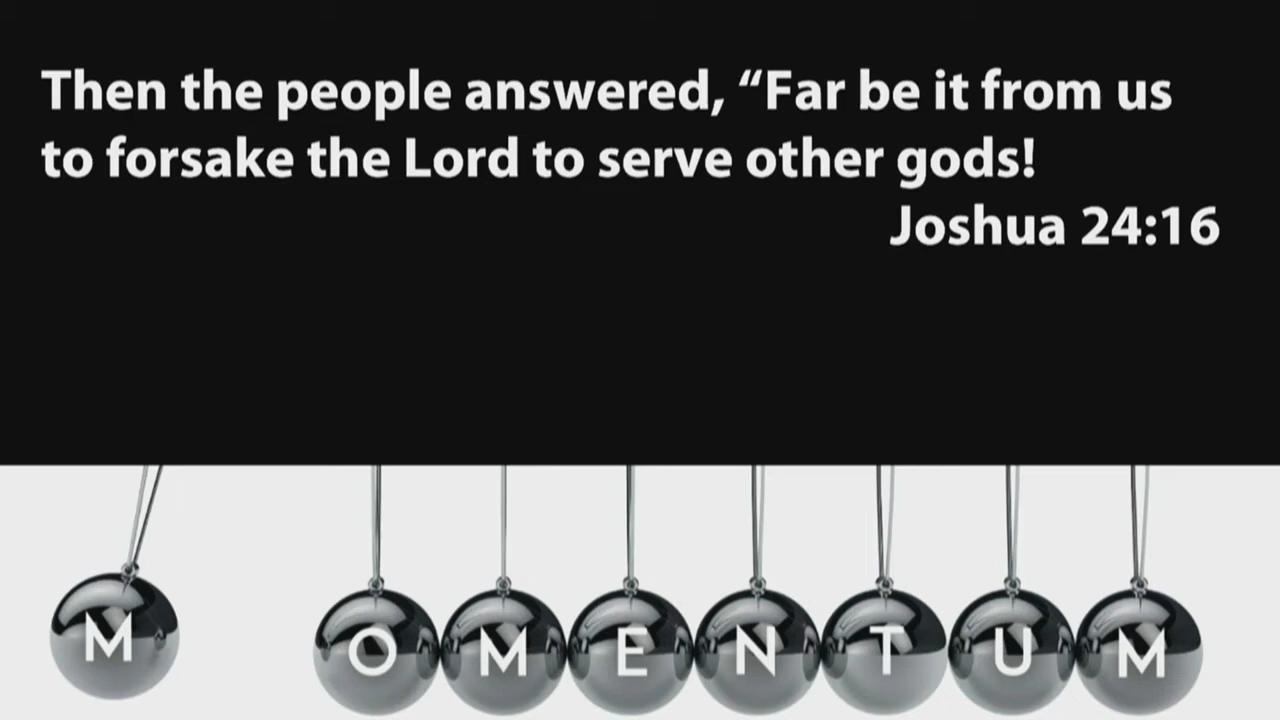 Then the people answered, “Far be it from us
to forsake the Lord to serve other gods!
Joshua 24:16
MOMENTUM